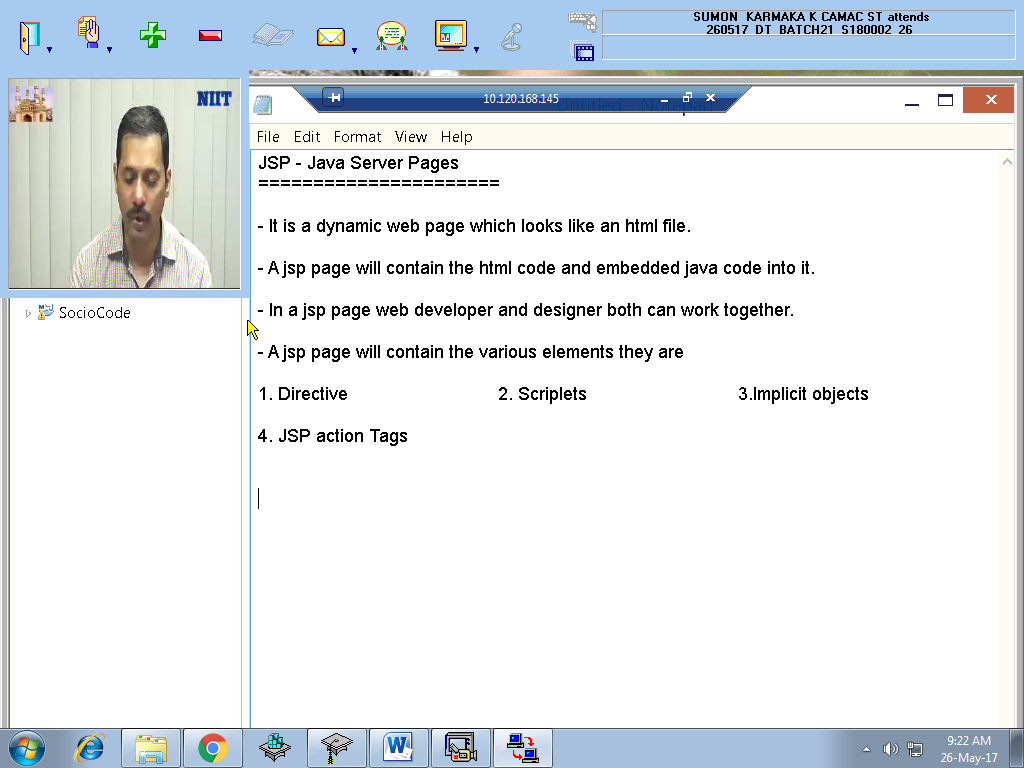 SUMON KARMAKA K CAMAC ST attends
260517 DT BATCH21 S180002 26
NIIT
10.120.168.145
Untitled - Notepad
File Edit Format View Help
JSP - Java Server Pages
======================
- It is a dynamic web page which looks like an html file.
- A jsp page will contain the html code and embedded java code into it.
- In a jsp page web developer and designer both can work together.
- A jsp page will contain the various elements they are
1. Directive 2. Scriplets 3.Implicit objects
4. JSP action Tags
SocioCode
9:22 AM
26-May-17